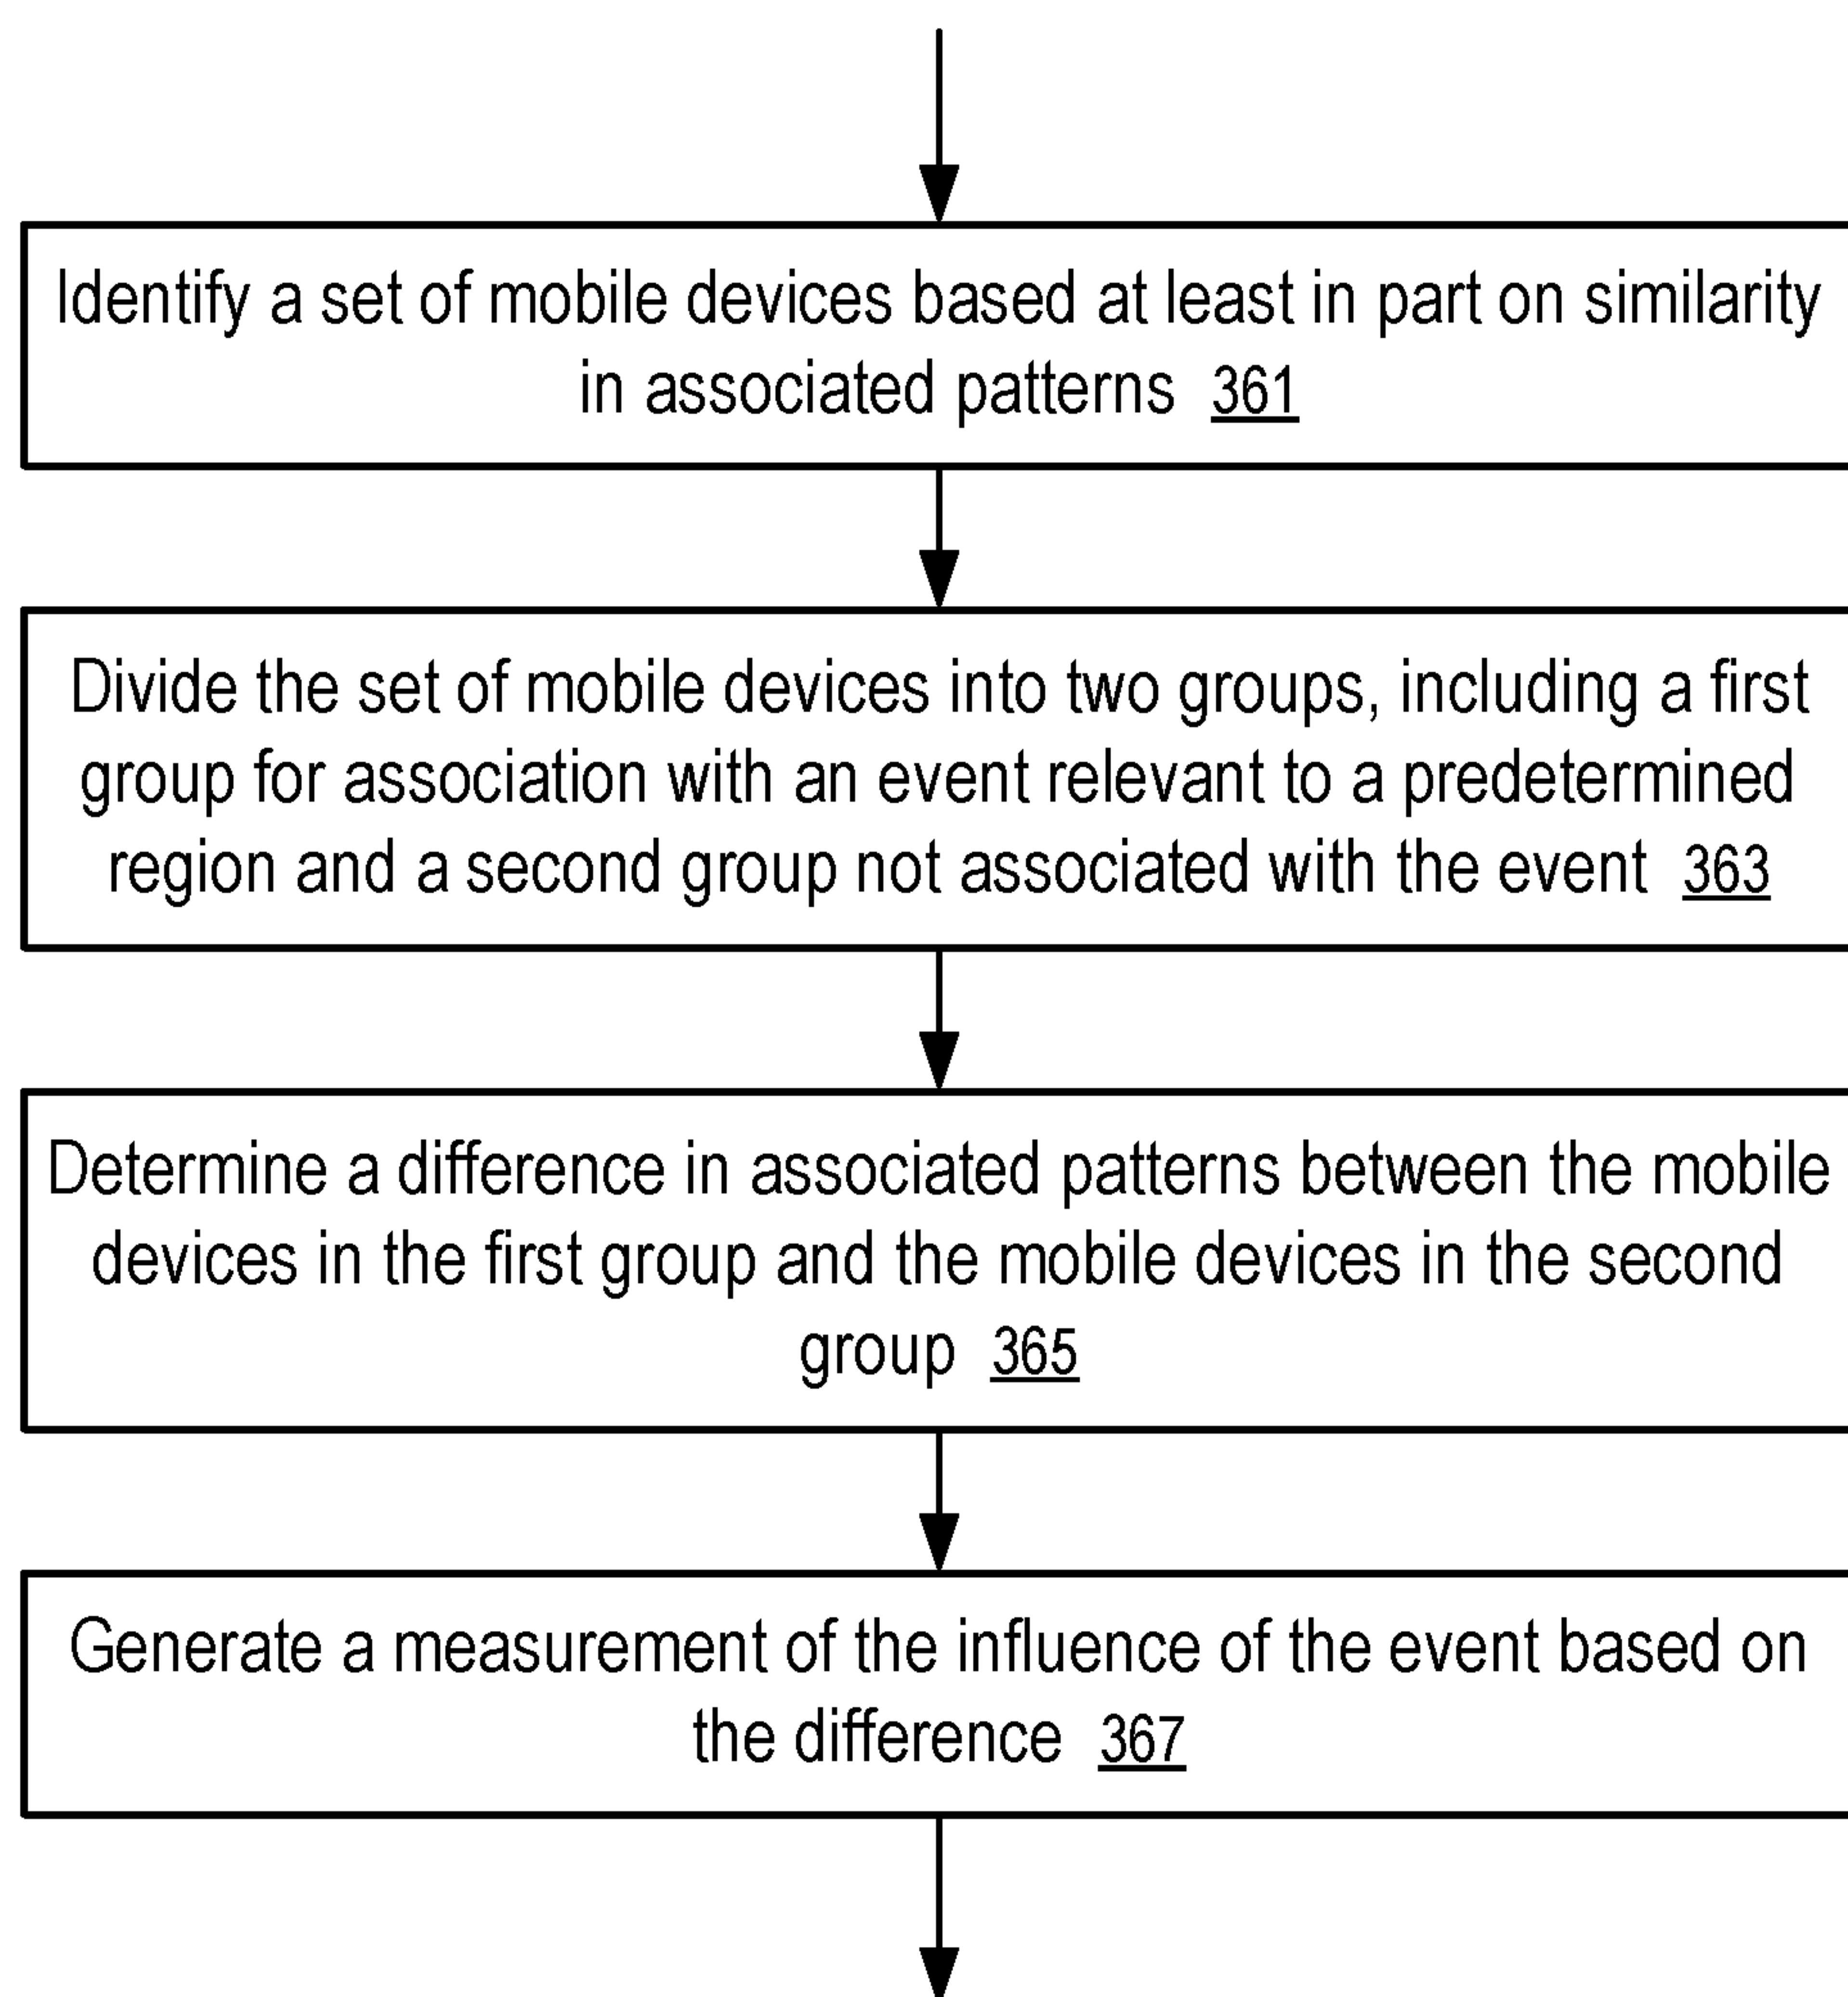 Identify a set of mobile devices based at least in part on similarity
in associated patterns 361
Divide the set of mobile devices into two groups, including a first
group for association with an event relevant to a predetermined
region and a second group not associated with the event 363
Determine a difference in associated patterns between the mobile
devices in the first group and the mobile devices in the second
group 365
Generate a measurement of the influence of the event based on
the difference 367